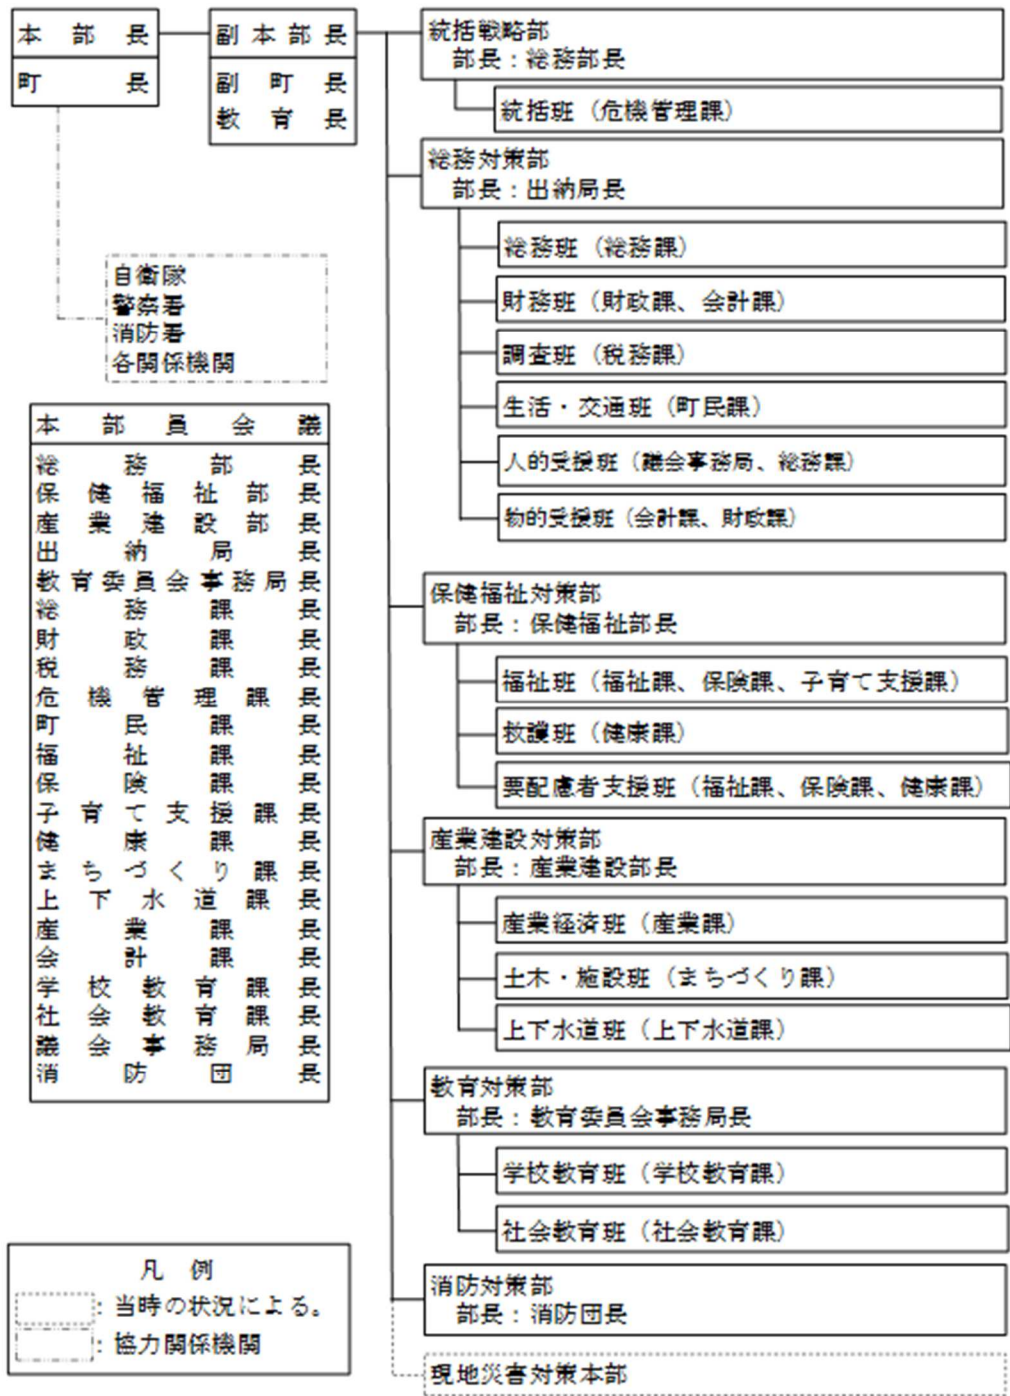 本部長
町長
副本部長
副町長
教育長
自衛隊
警察署
消防署
各関係機関
本部員会議
総務部長
保健福祉部長
産業建設部長
出納局長
教育委員会事務局長
総務課長
財政課長
税務課長
危機管理課長
町民課長
福祉課長
保険課長
子育て支援課長
健康課長
まちづくり課長
上下水道課長
産業課長
会計課長
学校教育課長
社会教育課長
議会事務局長
消防団長
凡例
：当時の状況による。
：協力関係機関
統括戦略部
部長：総務部長
統括班（危機管理課）
総務対策部
部長：出納局長
総務班（総務課）
財務班（財政課、会計課）
調査班（税務課）
生活・交通班（町民課）
人的受援班（議会事務局、総務課）
物的受援班（会計課、財政課）
保健福祉対策部
部長：保健福祉部長
福祉班（福祉課、保険課、子育て支援課）
救護班（健康課）
要配慮者支援班（福祉課、保険課、健康課）
産業建設対策部
部長：産業建設部長
産業経済班（産業課）
土木・施設班（まちづくり課）
上下水道班（上下水道課）
教育対策部
部長：教育委員会事務局長
学校教育班（学校教育課）
社会教育班（社会教育課）
消防対策部
部長：消防団長
現地災害対策本部